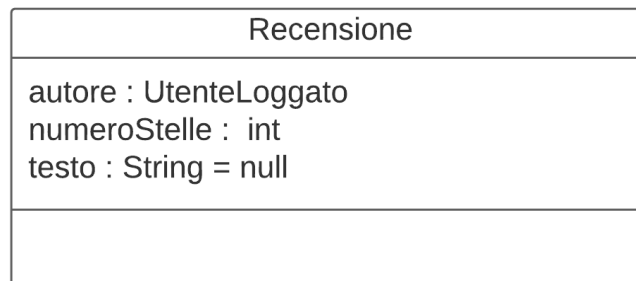 Recensione
autore : UtenteLoggato
numeroStelle :  int
testo : String = null